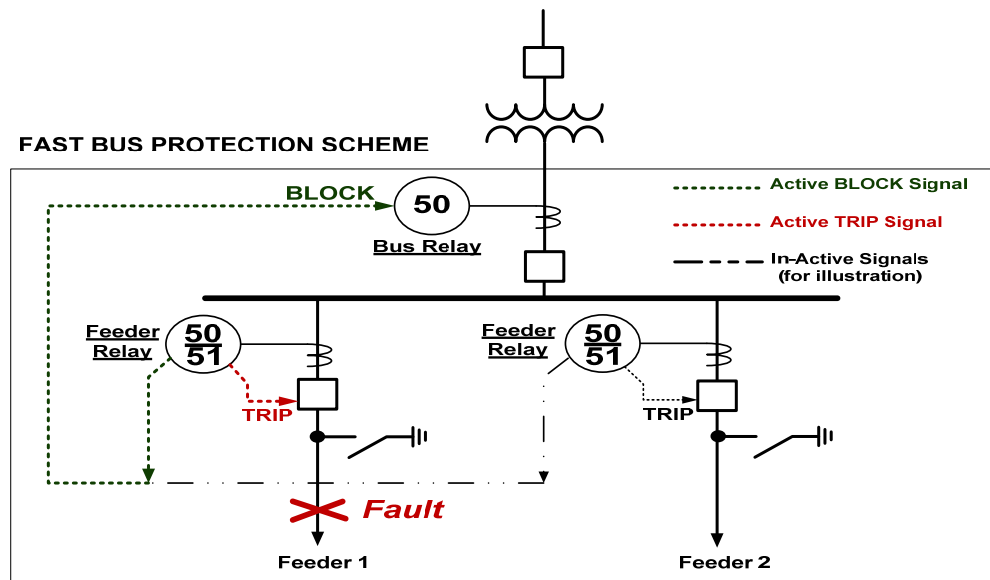 FAST BUS PROTECTION SCHEME
BLOCK
50
Bus Relay
Active BLOCK Signal
Active TRIP Signal
In-Active Signals
(for illustration)
Feeder
Relay
50
51
TRIP
Feeder
Relay
50
51
TRIP
Fault
Feeder 1
Feeder 2